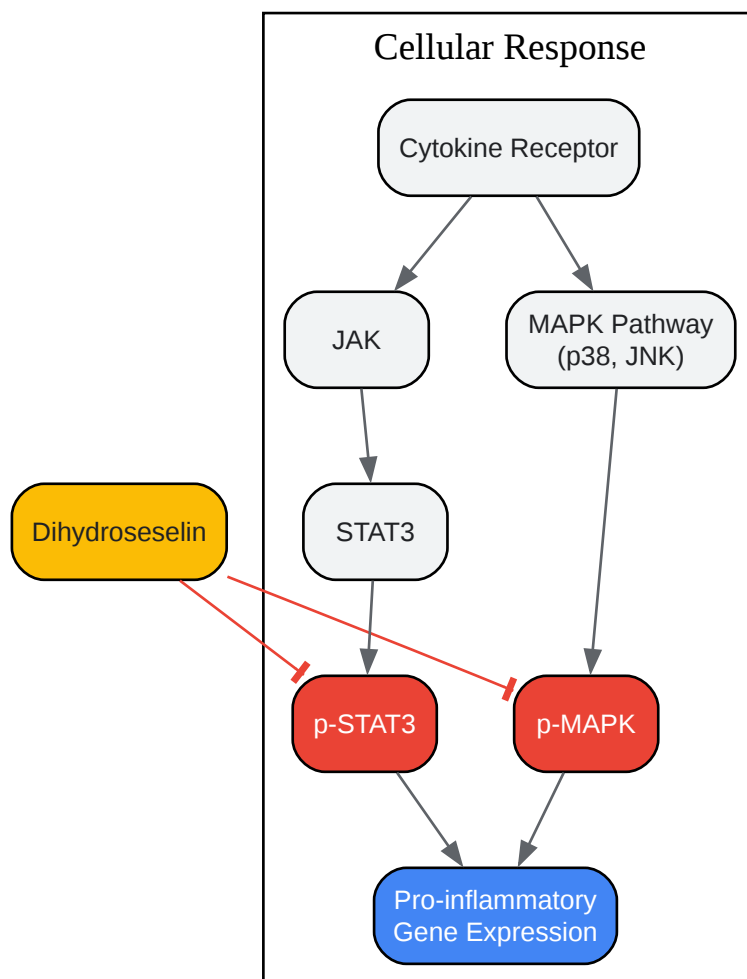 Cellular Response
Cytokine Receptor
JAK
MAPK Pathway
(p38, JNK)
Dihydroseselin
STAT3
p-STAT3
p-MAPK
Pro-inflammatory
Gene Expression